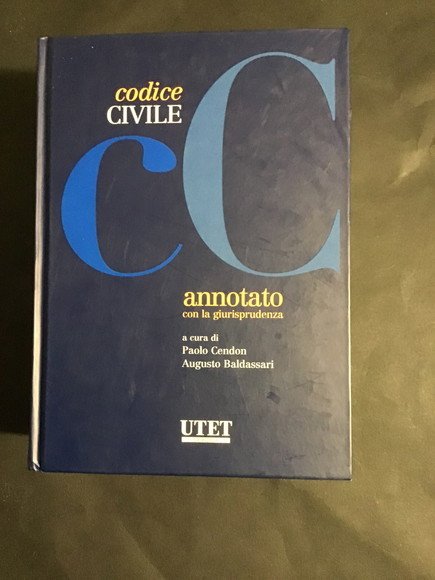 codice
CIVILE
cC
annotato
con la giurisprudenza
a cura di
Paolo Cendon
Augusto Baldassari
UTET